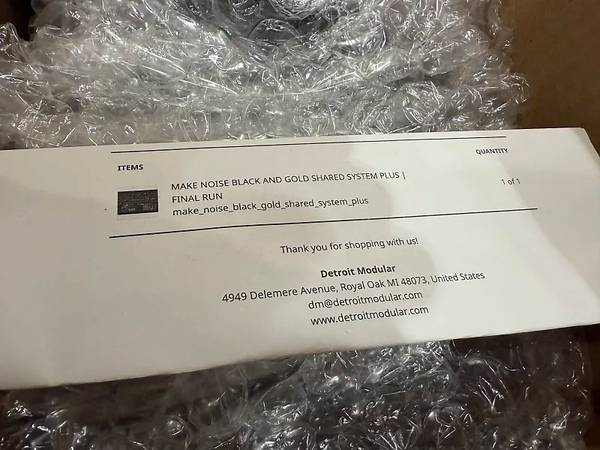 ITEMS
QUANTITY
MAKE NOISE BLACK AND GOLD SHARED SYSTEM PLUS |
FINAL RUN
make_noise_black_gold_shared_system_plus
1 of 1
Thank you for shopping with us!
Detroit Modular
4949 Delemere Avenue, Royal Oak MI 48073, United States
dm@detroitmodular.com
www.detroitmodular.com